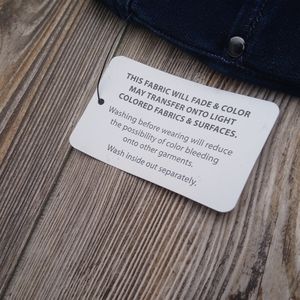 THIS FABRIC WILL FADE & COLOR
MAY TRANSFER ONTO LIGHT
COLORED FABRICS & SURFACES.
Washing before wearing will reduce
the possibility of color bleeding
onto other garments.
Wash inside out separately.